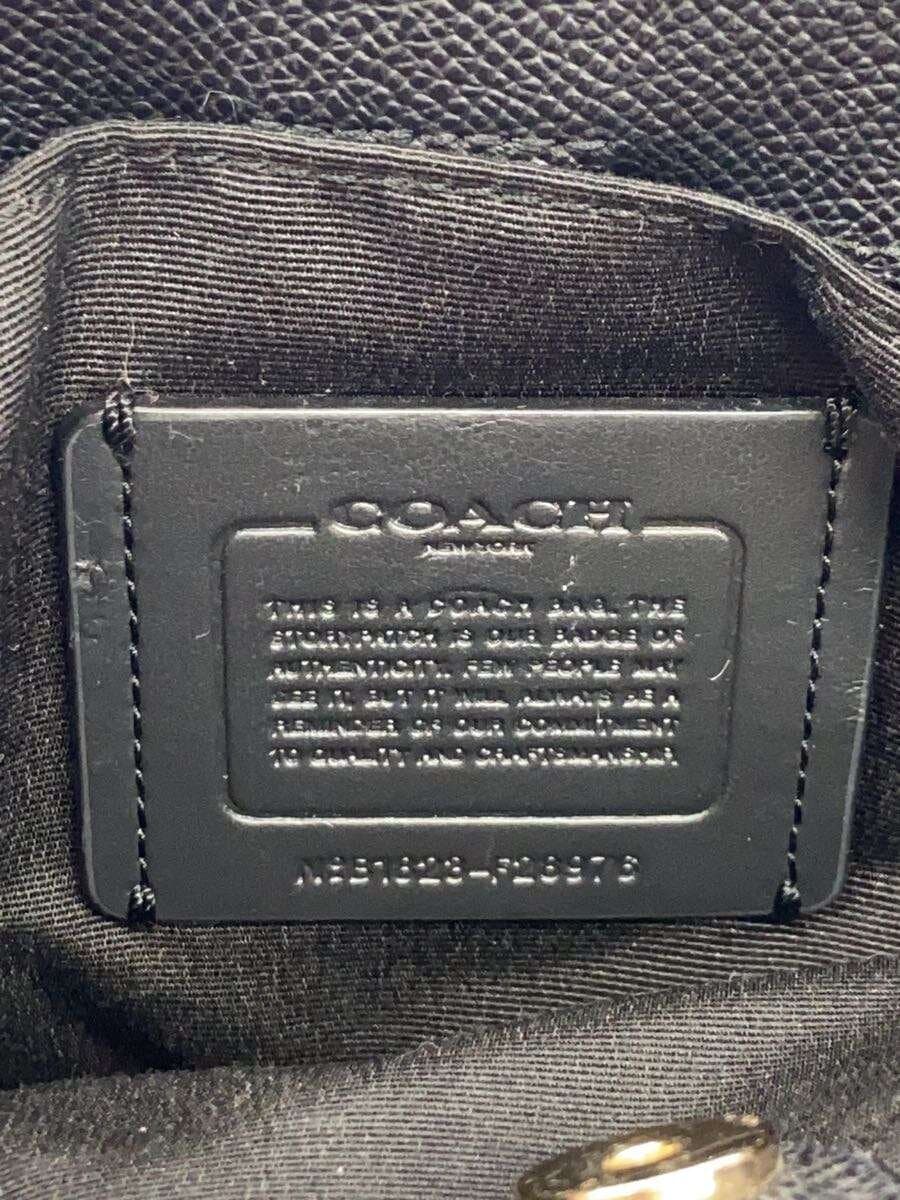 COACH
NEW YORK
THIS IS A COACH BAG. THE
STORYPATCH IS OUR BADGE OF
AUTHENTICITY. FEW PEOPLE MAY
SEE IT, BUT IT WILL ALWAYS BE A
REMINDER OF OUR COMMITMENT
TO QUALITY AND CRAFTSMANSHIP.